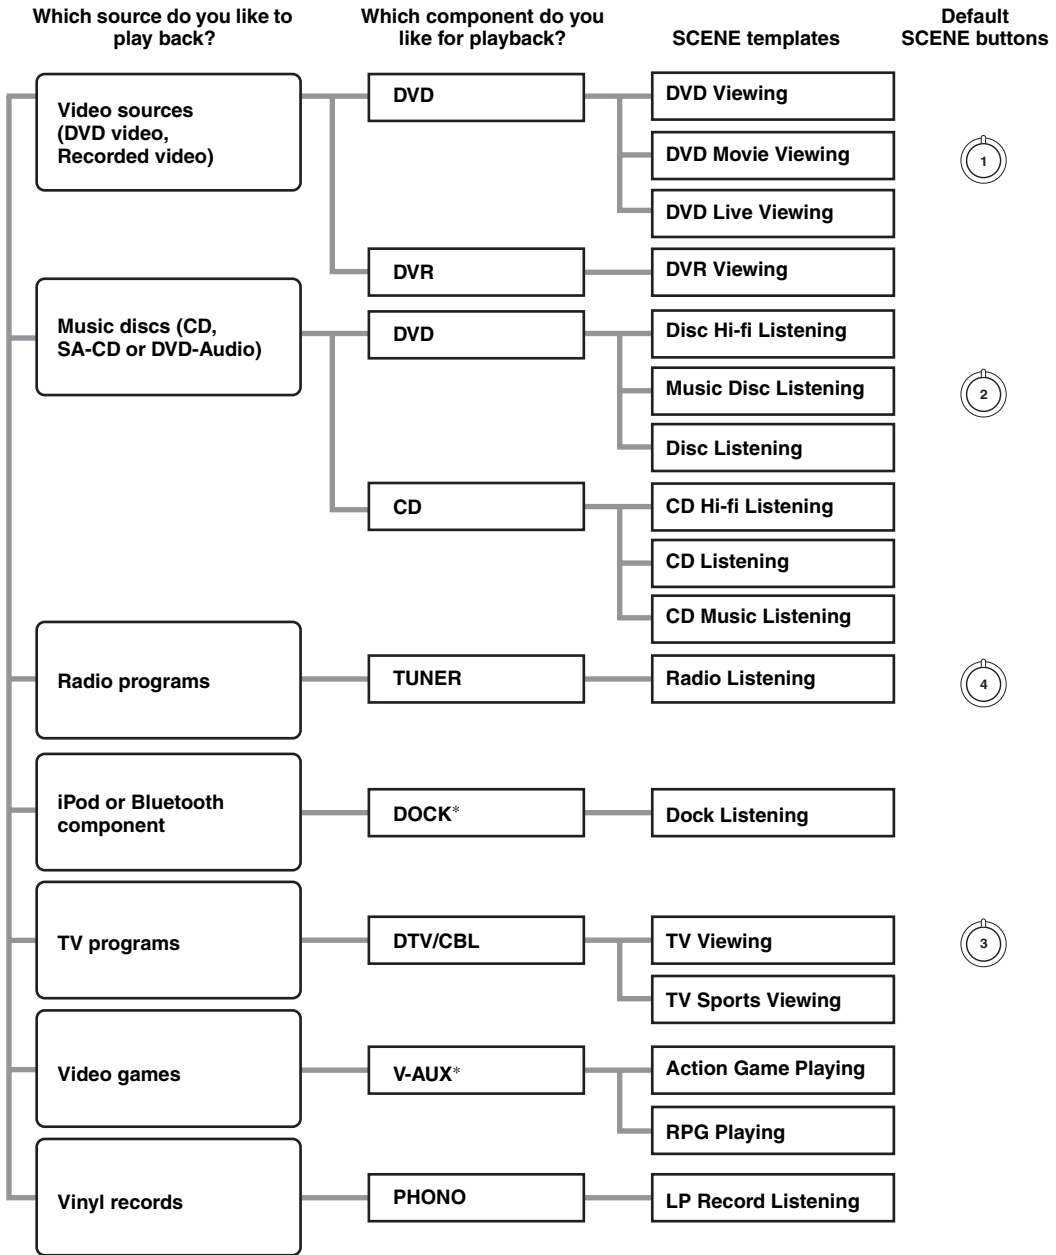 Which source do you like to
play back?
Which component do you
like for playback?
SCENE templates
Default
SCENE buttons
Video sources
(DVD video,
Recorded video)
DVD
DVD Viewing
DVD Movie Viewing
1
DVD Live Viewing
DVR
DVR Viewing
Music discs (CD,
SA-CD or DVD-Audio)
DVD
Disc Hi-fi Listening
Music Disc Listening
2
Disc Listening
CD
CD Hi-fi Listening
CD Listening
CD Music Listening
Radio programs
TUNER
Radio Listening
4
iPod or Bluetooth
component
DOCK*
Dock Listening
TV programs
DTV/CBL
TV Viewing
3
TV Sports Viewing
Video games
V-AUX*
Action Game Playing
RPG Playing
Vinyl records
PHONO
LP Record Listening